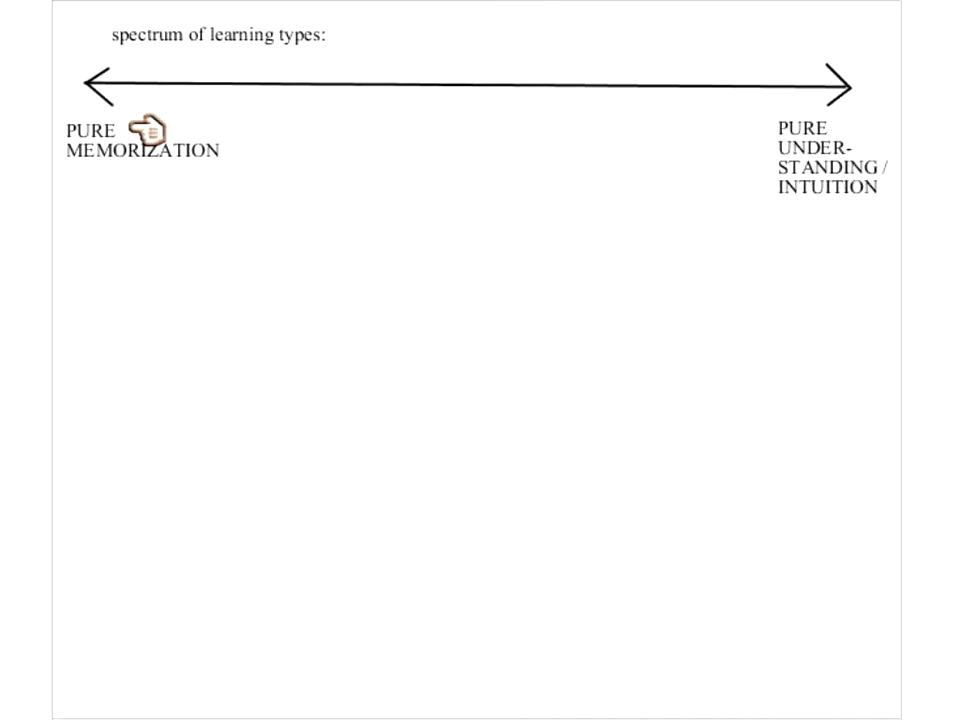 spectrum of learning types:
PURE
MEMORIZATION
PURE
UNDER-
STANDING /
INTUITION